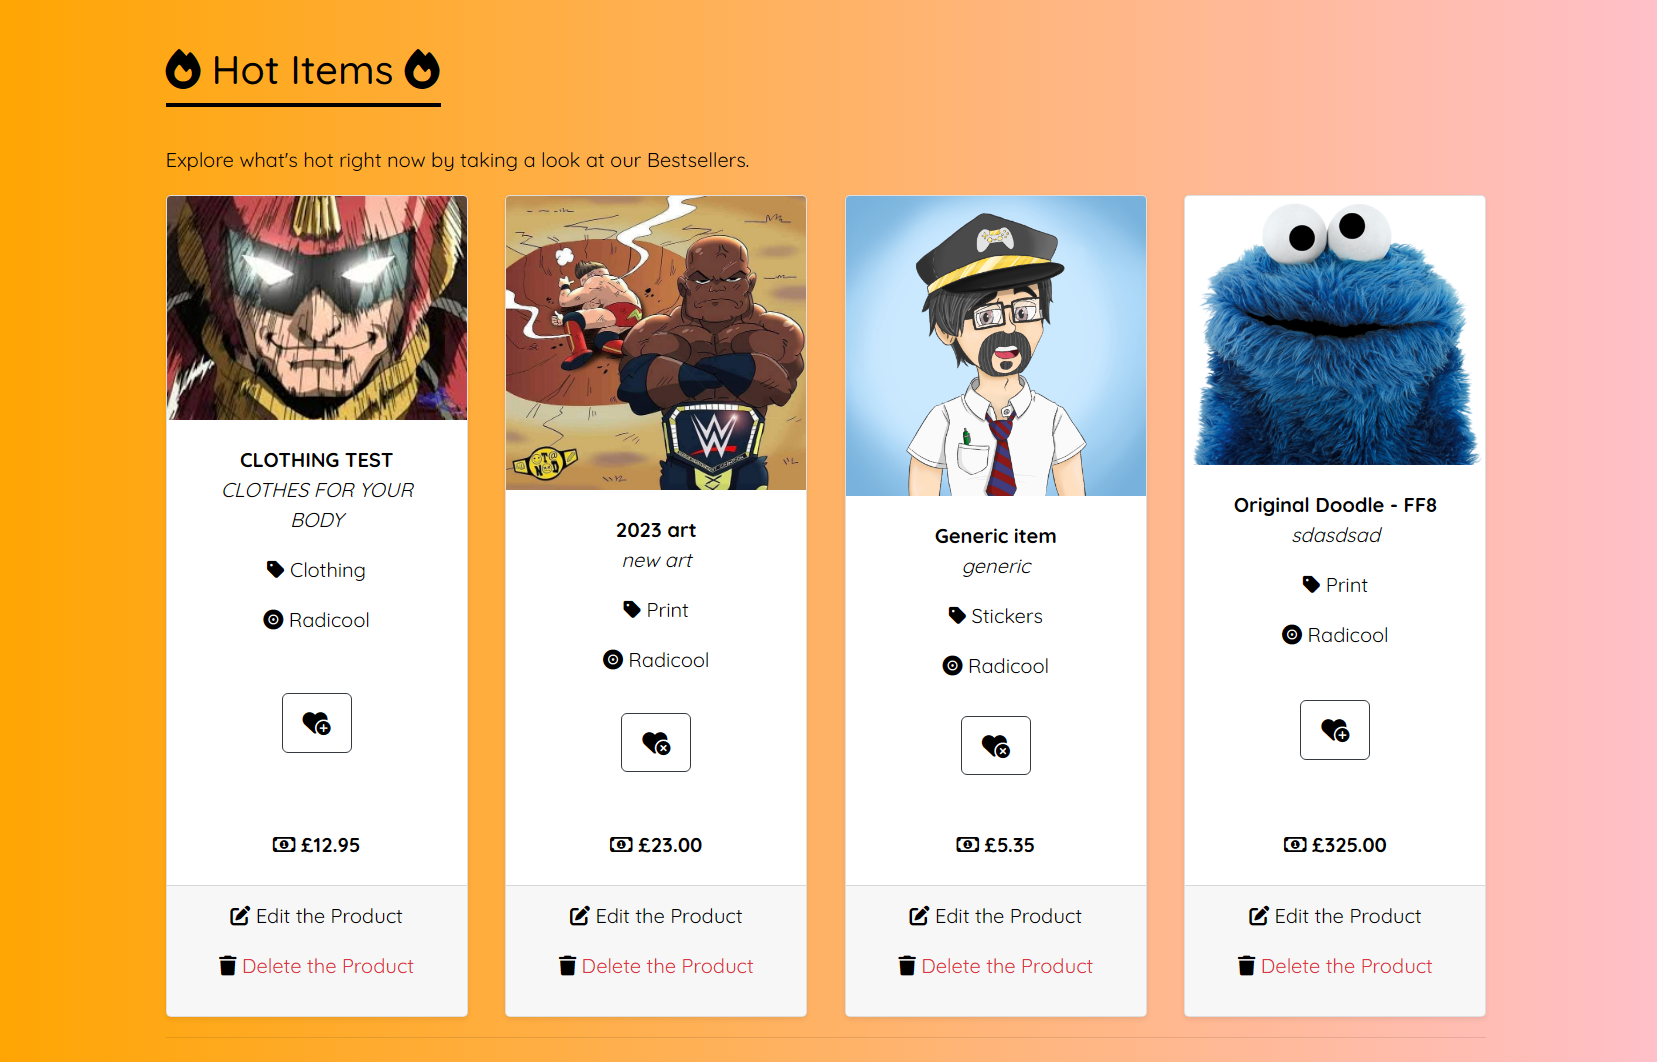 Hot Items
Explore what's hot right now by taking a look at our Bestsellers.
CLOTHING TEST
CLOTHES FOR YOUR
BODY
Clothing
Radicool
£12.95
Edit the Product
Delete the Product
W
2023 art
new art
Print
Radicool
£23.00
Edit the Product
Delete the Product
Generic item
generic
Stickers
Radicool
£5.35
Edit the Product
Delete the Product
Original Doodle - FF8
sdasdsad
Print
Radicool
£325.00
Edit the Product
Delete the Product